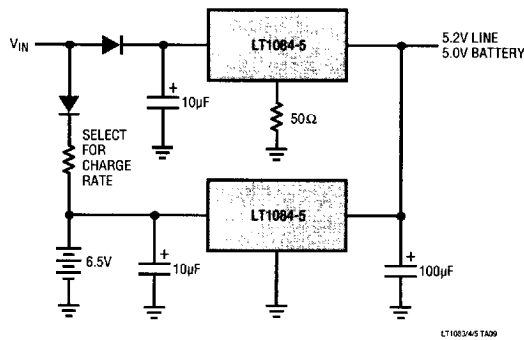 V_IN
LT1084-5
5.2V LINE
5.0V BATTERY
+
10μF
50Ω
SELECT
FOR
CHARGE
RATE
LT1084-5
6.5V
+
10μF
+
100μF
LT1083/4/5 TA09